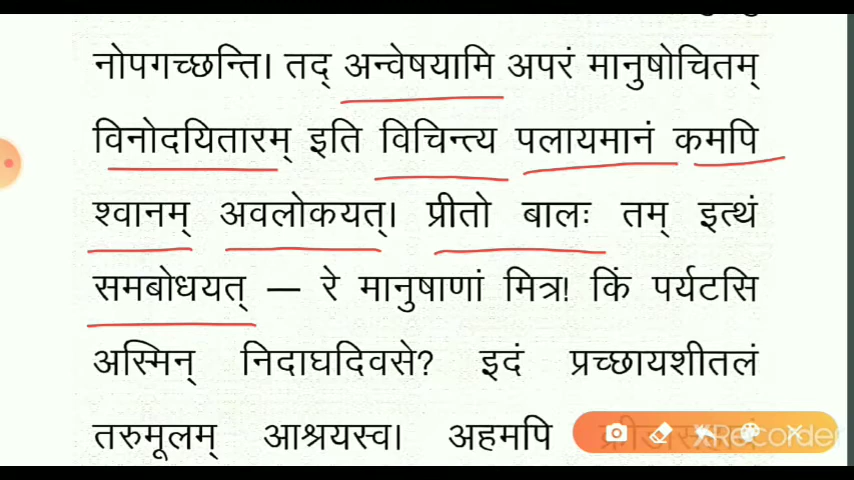 नोपगच्छन्ति। तद् अन्वेषयामि अपरं मानुषोचितम्
विनोदयितारम् इति विचिन्त्य पलायमानं कमपि
श्वानम् अवलोकयत्। प्रीतो बालः तम् इत्थं
समबोधयत् — रे मानुषाणां मित्र! किं पर्यटसि
अस्मिन् निदाघदिवसे? इदं प्रच्छायशीतलं
तरुमूलम् आश्रयस्व। अहमपि
XRecorder